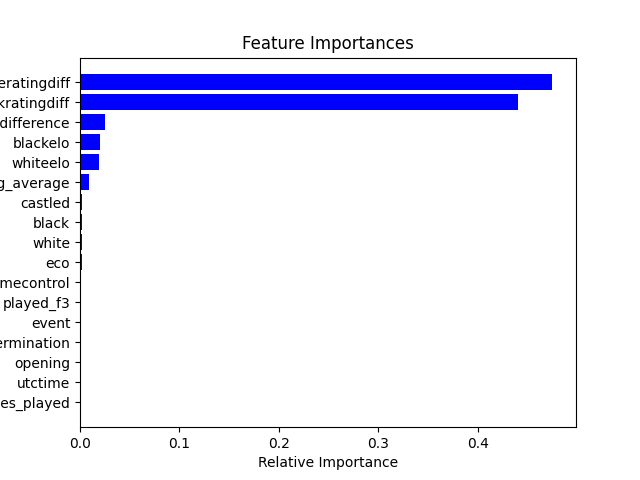 Feature Importances
eratingdiff
kratingdiff
difference
blackelo
whiteelo
g_average
castled
black
white
eco
mecontrol
played_f3
event
ermination
opening
utctime
es_played
0.0 0.1 0.2 0.3 0.4
Relative Importance